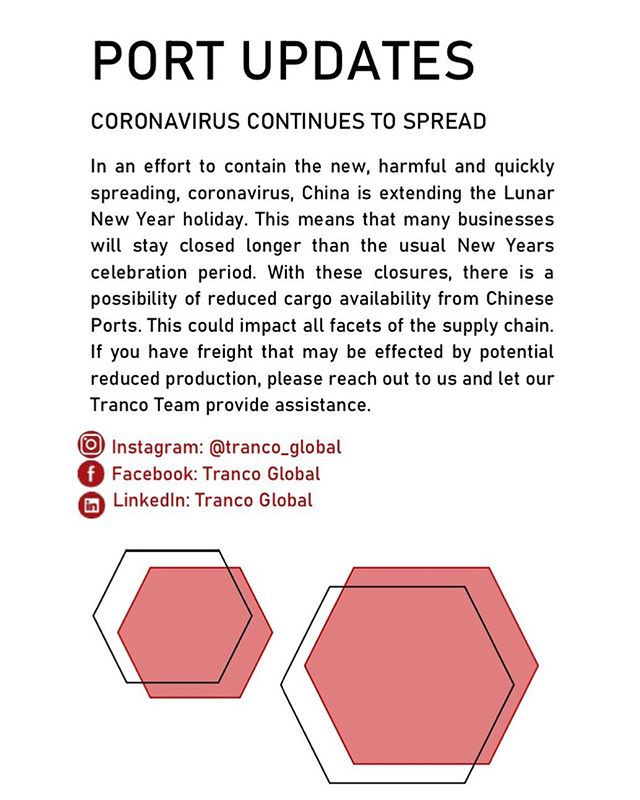 PORT UPDATES
CORONAVIRUS CONTINUES TO SPREAD
In an effort to contain the new, harmful and quickly
spreading, coronavirus, China is extending the Lunar
New Year holiday. This means that many businesses
will stay closed longer than the usual New Years
celebration period. With these closures, there is a
possibility of reduced cargo availability from Chinese
Ports. This could impact all facets of the supply chain.
If you have freight that may be effected by potential
reduced production, please reach out to us and let our
Tranco Team provide assistance.
Instagram: @tranco_global
Facebook: Tranco Global
LinkedIn: Tranco Global